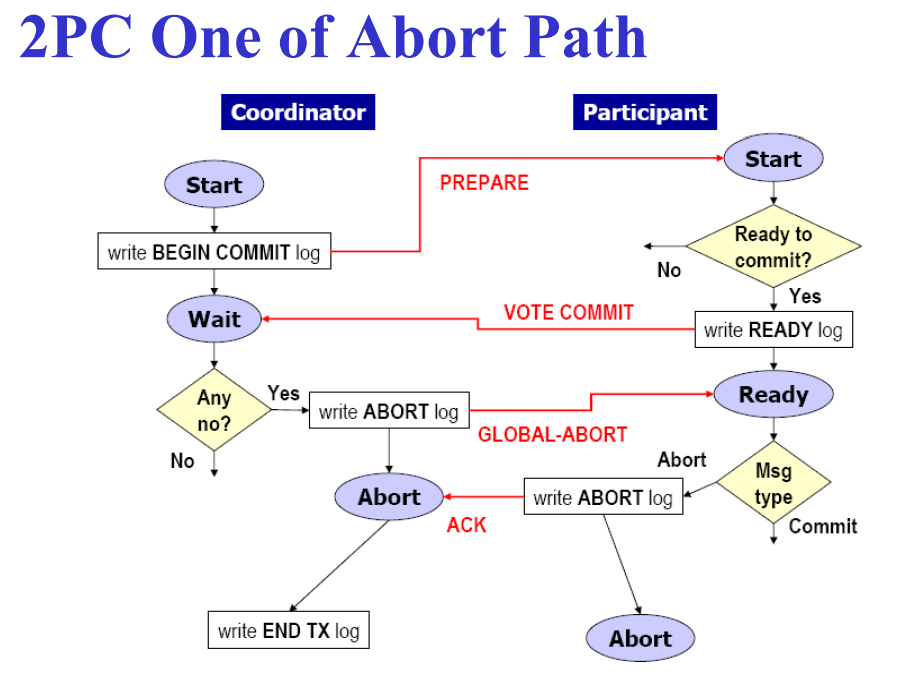 2PC One of Abort Path
Coordinator
Participant
Start
Start
PREPARE
write BEGIN COMMIT log
Ready to
commit?
No
Yes
Wait
VOTE COMMIT
write READY log
Any
no?
Yes
write ABORT log
Ready
GLOBAL-ABORT
No
Abort
Msg
type
Abort
write ABORT log
ACK
Commit
write END TX log
Abort